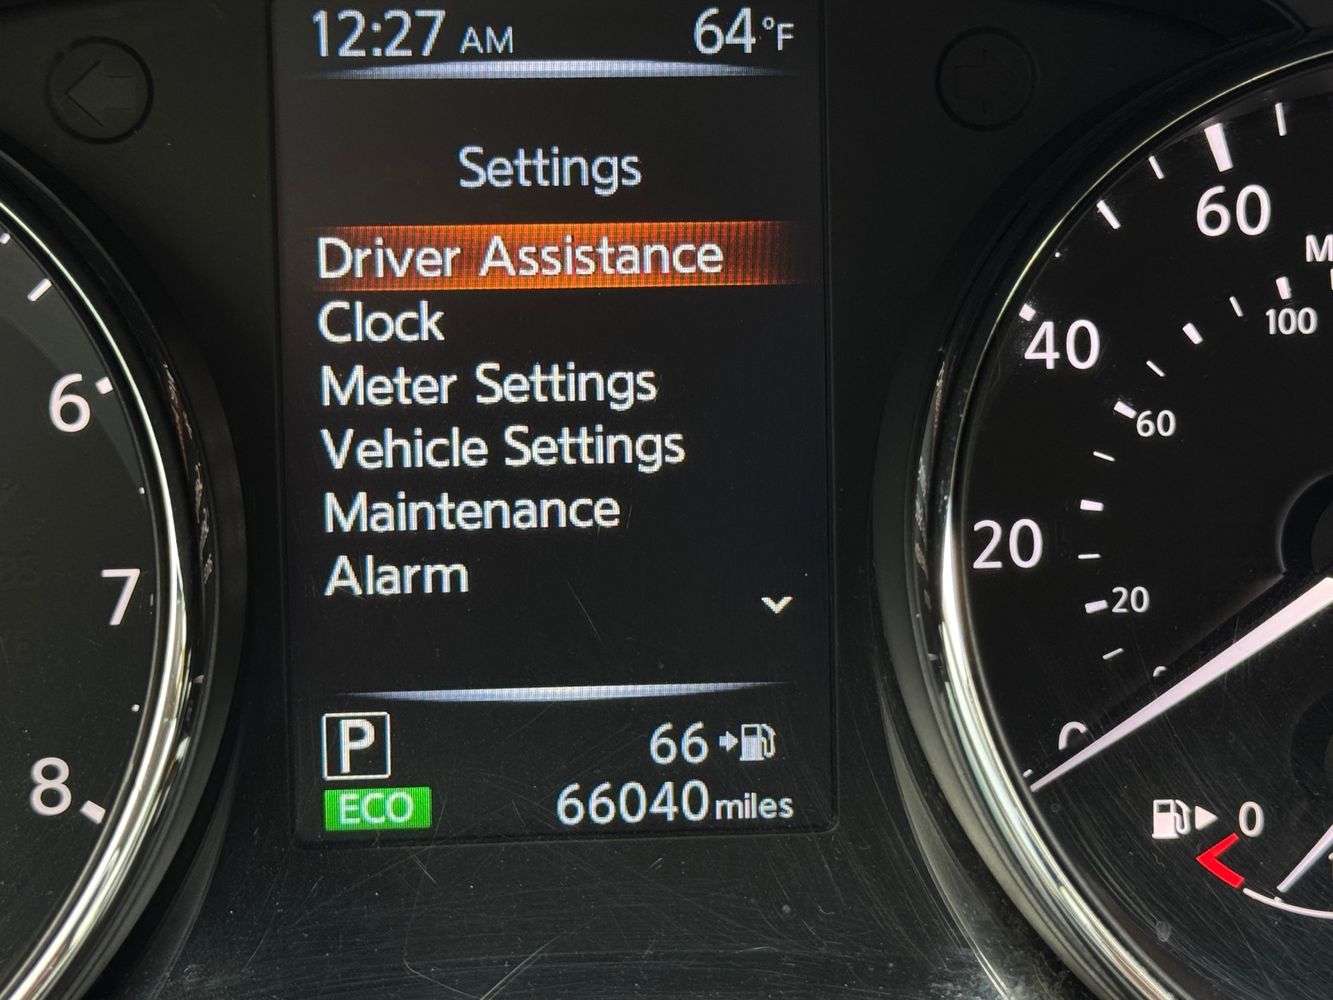 12:27 AM 64°F
Settings
Driver Assistance
Clock
Meter Settings
Vehicle Settings
Maintenance
Alarm
P 66
ECO 66040 miles
6
7
8
60
40
20
0
100
60
20
0